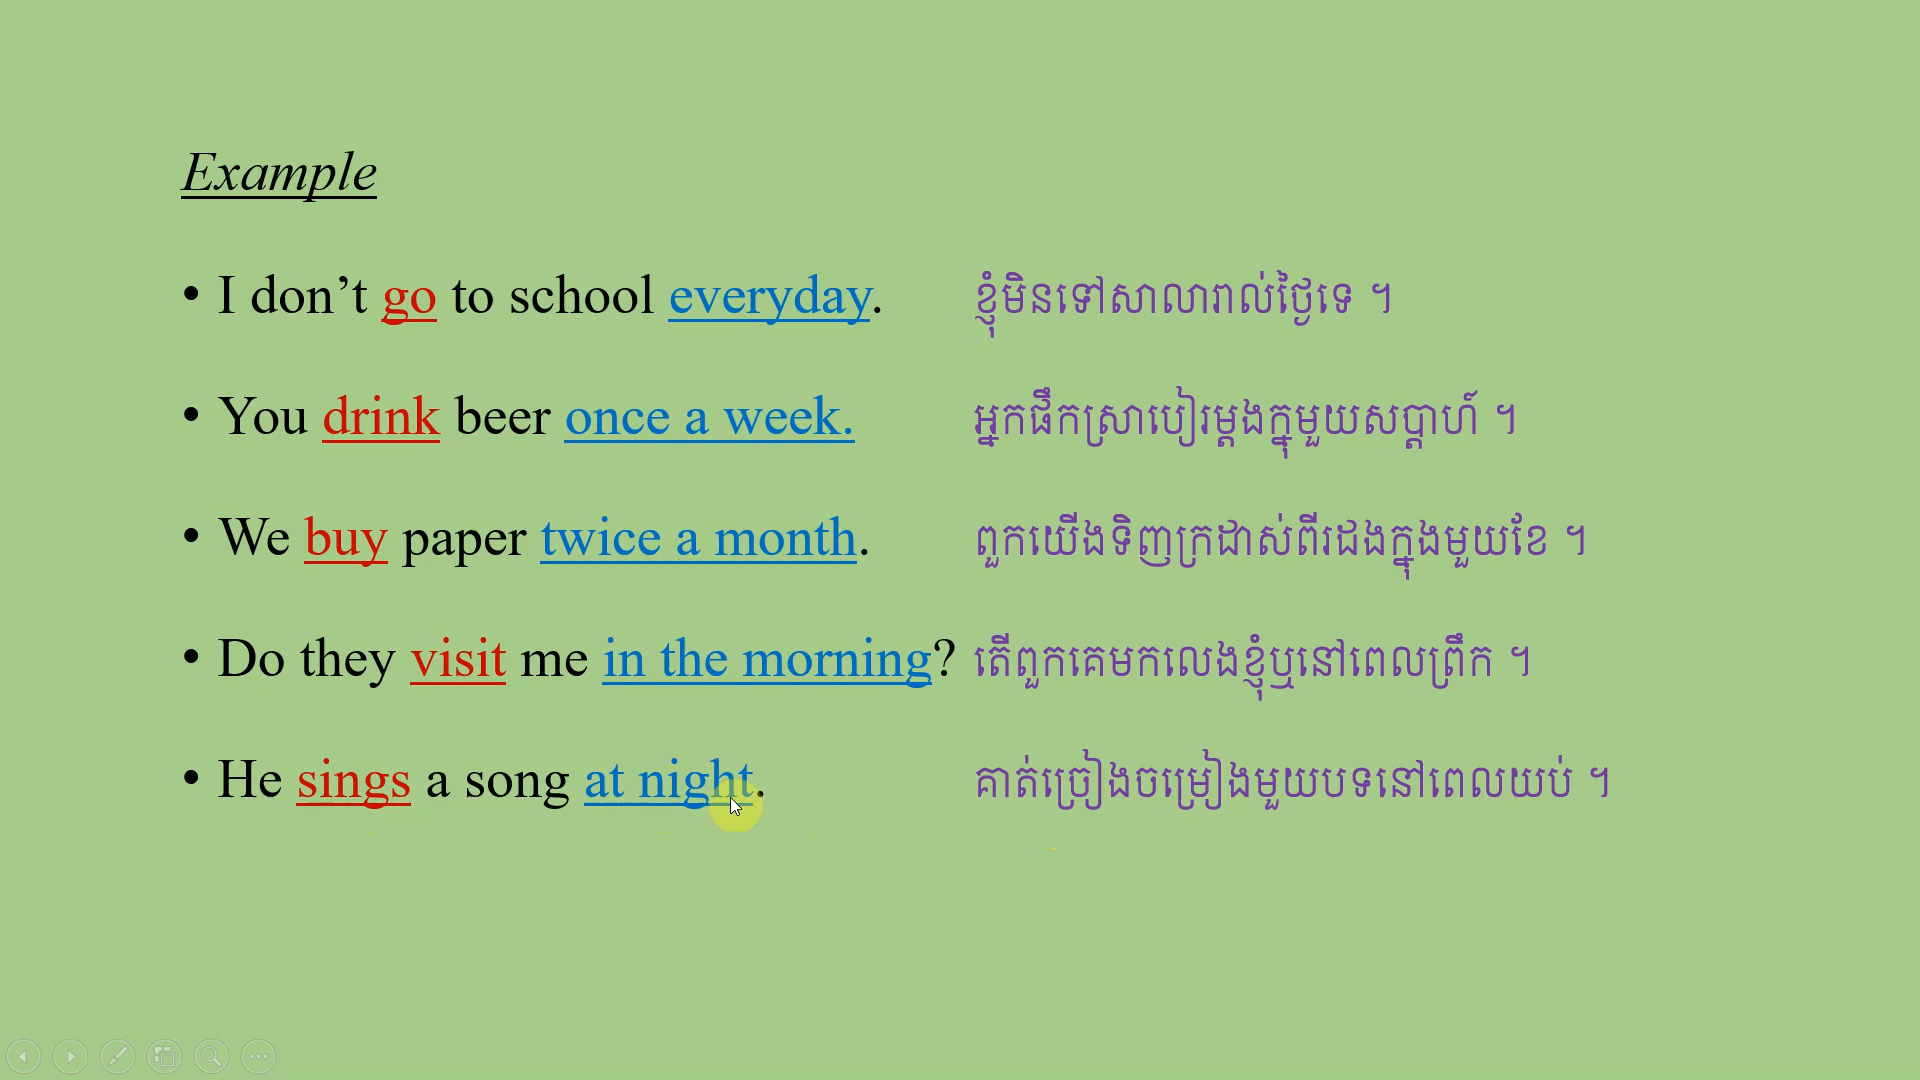 Example
• I don’t go to school everyday. ខ្ញុំមិនទៅសាលារាល់ថ្ងៃទេ ។
• You drink beer once a week. អ្នកផឹកស្រាបៀរម្ដងក្នុមួយសប្ដាហ៍ ។
• We buy paper twice a month. ពួកយើងទិញក្រដាស់ពីរដងក្នុងមួយខែ ។
• Do they visit me in the morning? តើពួកគេមកលេងខ្ញុំឬនៅពេលព្រឹក ។
• He sings a song at night. គាត់ច្រៀងចម្រៀងមួយបទនៅពេលយប់ ។